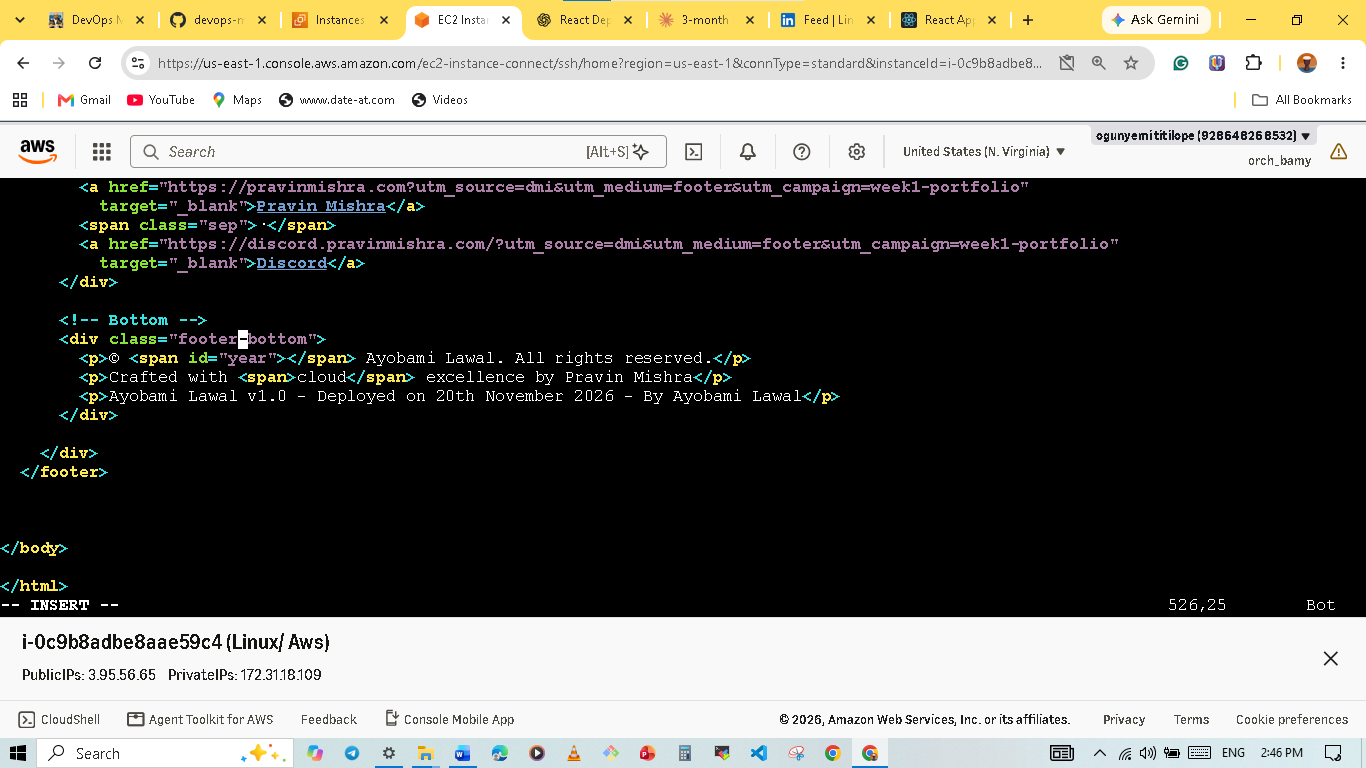 DevOps M
devops-m
Instances
EC2 Insta
React Dep
3-month
Feed | Lin
React App
Ask Gemini
https://us-east-1.console.aws.amazon.com/ec2-instance-connect/ssh/home?region=us-east-1&connType=standard&instanceId=i-0c9b8adbe8...
Gmail
YouTube
Maps
www.date-at.com
Videos
All Bookmarks
aws
Search
[Alt+S]
United States (N. Virginia)
ogunyemititilope (928648268532)
orch_bamy
<a href="https://pravinmishra.com?utm_source=dmi&utm_medium=footer&utm_campaign=week1-portfolio"
target="_blank">Pravin Mishra</a>
<span class="sep">·</span>
<a href="https://discord.pravinmishra.com/?utm_source=dmi&utm_medium=footer&utm_campaign=week1-portfolio"
target="_blank">Discord</a>
</div>
<!-- Bottom -->
<div class="footer-bottom">
<p>© <span id="year"></span> Ayobami Lawal. All rights reserved.</p>
<p>Crafted with <span>cloud</span> excellence by Pravin Mishra</p>
<p>Ayobami Lawal v1.0 - Deployed on 20th November 2026 - By Ayobami Lawal</p>
</div>
</div>
</footer>
</body>
</html>
-- INSERT --
526,25
Bot
i-0c9b8adbe8aae59c4 (Linux/ Aws)
PublicIPs: 3.95.56.65 PrivateIPs: 172.31.18.109
CloudShell
Agent Toolkit for AWS
Feedback
Console Mobile App
© 2026, Amazon Web Services, Inc. or its affiliates.
Privacy
Terms
Cookie preferences
Search
ENG
2:46 PM